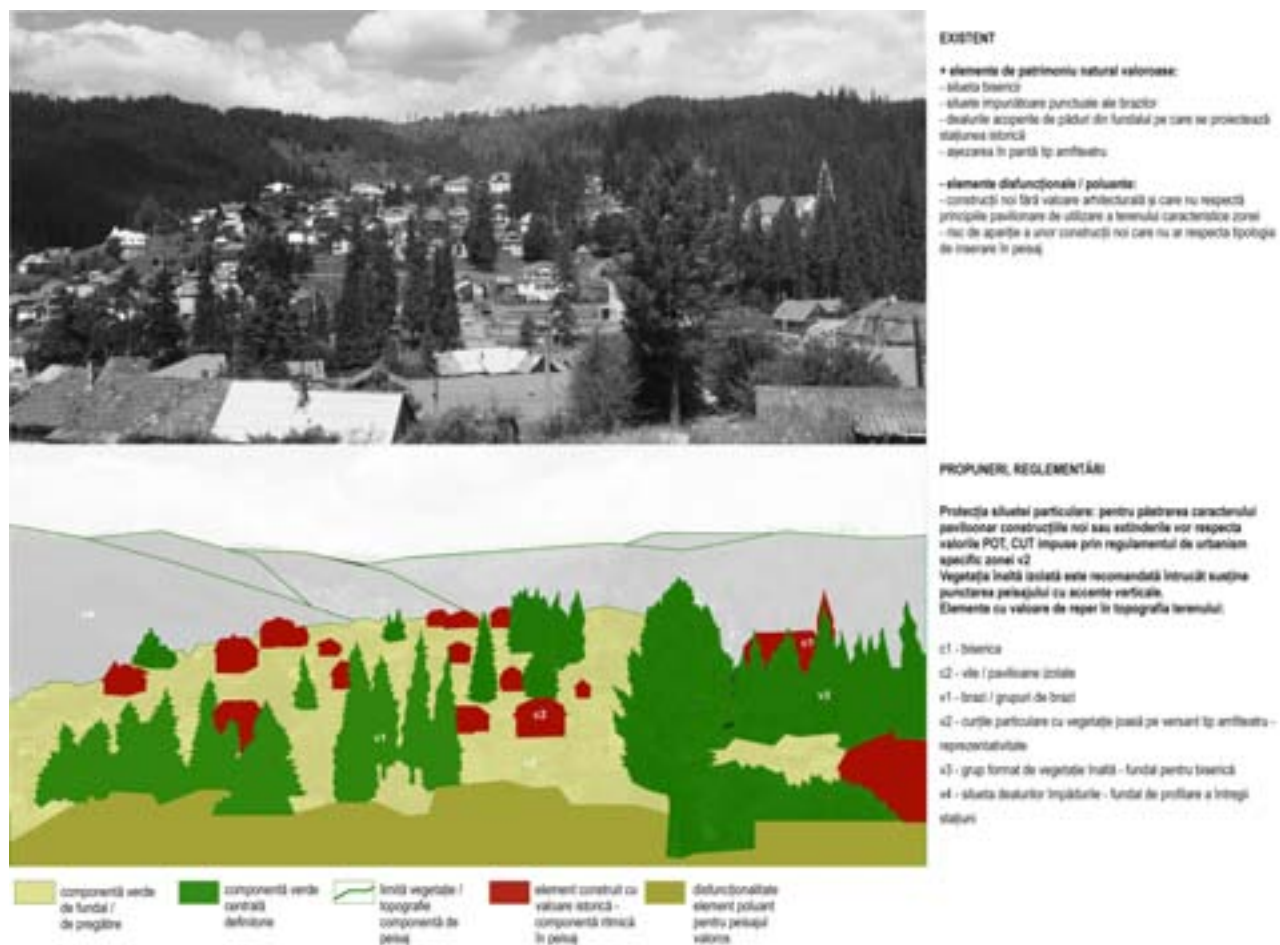 EXISTENT
+ elemente de patrimoniu natural valoroase:
- silueta bisericii
- siluete impunătoare punctuale ale brazilor
- dealurile acoperite de păduri din fundalul pe care se proiectează
stațiunea istorică
- așezarea în pantă tip amfiteatru
- elemente disfuncționale / poluante:
- construcții noi fără valoare arhitecturală și care nu respectă
principiile pavilionare de utilizare a terenului caracteristice zonei
- risc de apariție a unor construcții noi care nu ar respecta tipologia
de inserare în peisaj
PROPUNERI, REGLEMENTĂRI
Protecția siluetei particulare: pentru păstrarea caracterului
pavilionar construcțiile noi sau extinderile vor respecta
valorile POT, CUT impuse prin regulamentul de urbanism
specific zonei v2
Vegetația înaltă izolată este recomandată întrucât susține
punctarea peisajului cu accente verticale.
Elemente cu valoare de reper în topografia terenului:
c1 - biserica
c2 - vile / pavilioane izolate
v1 - brazi / grupuri de brazi
v2 - curțile particulare cu vegetație joasă pe versant tip amfiteatru -
reprezentativitate
v3 - grup format de vegetație înaltă - fundal pentru biserică
v4 - silueta dealurilor împădurite - fundal de profilare a întregii
stațiuni
v4
c1
v3
c2
v1
v2
componentă verde
de fundal /
de pregătire
componentă verde
centrală
definitorie
limită vegetație /
topografie
componentă de
peisaj
element construit cu
valoare istorică -
componentă ritmică
în peisaj
disfuncționalitate
element poluant
pentru peisajul
valoros